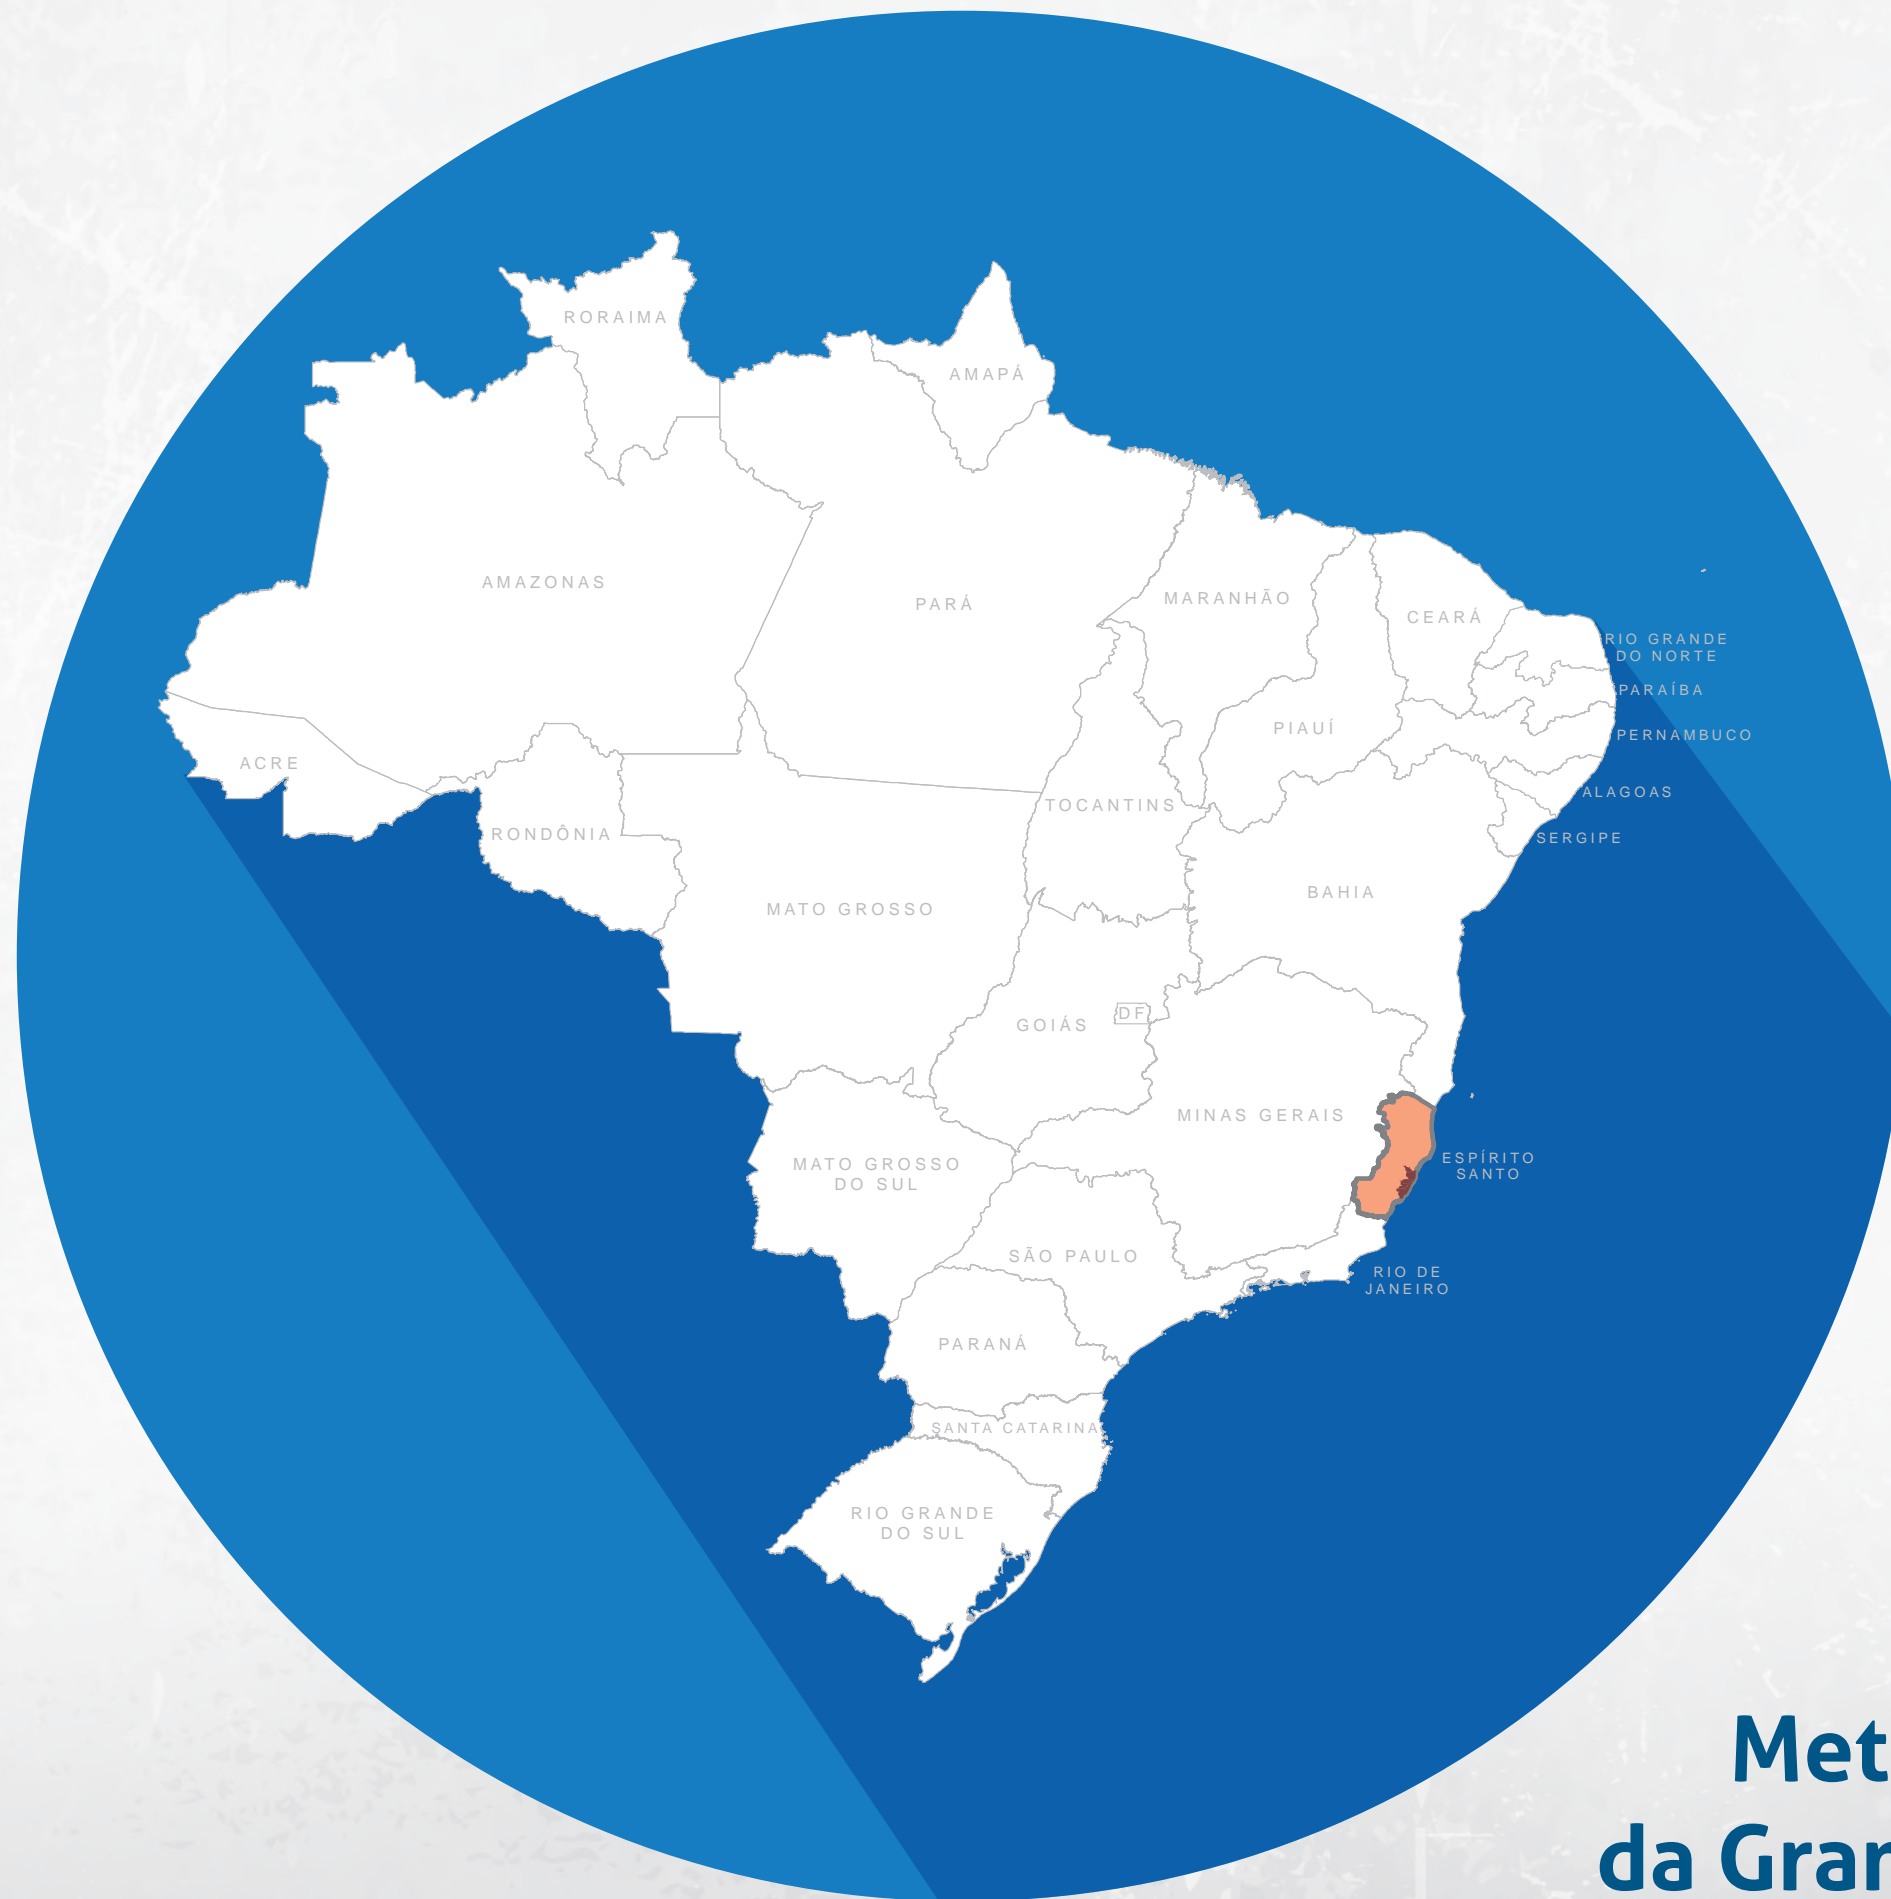 RORAIMA
AMAPÁ
AMAZONAS
PARÁ
MARANHÃO
CEARÁ
RIO GRANDE
DO NORTE
PARAÍBA
PIAUÍ
PERNAMBUCO
ACRE
ALAGOAS
TOCANTINS
RONDÔNIA
SERGIPE
BAHIA
MATO GROSSO
DF
GOIÁS
MINAS GERAIS
ESPÍRITO
SANTO
MATO GROSSO
DO SUL
SÃO PAULO
RIO DE
JANEIRO
PARANÁ
SANTA CATARINA
RIO GRANDE
DO SUL
Met
da Gran